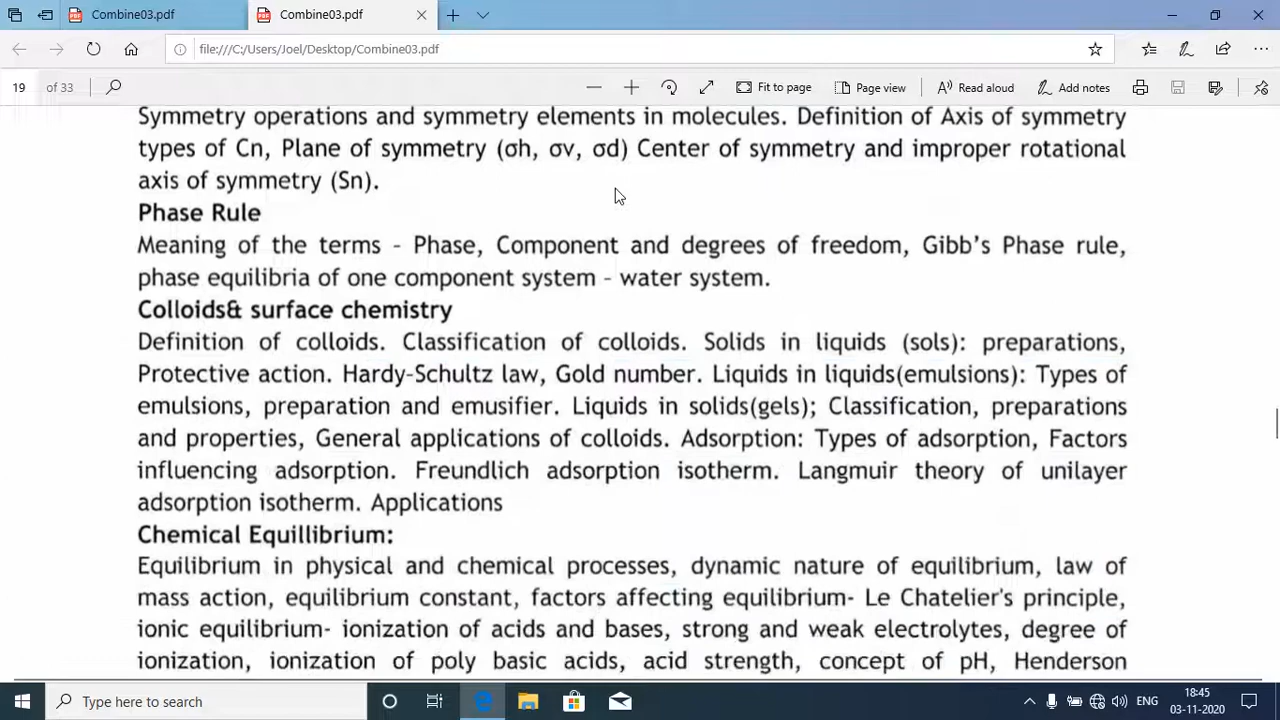 Combine03.pdf
Combine03.pdf
file:///C:/Users/Joel/Desktop/Combine03.pdf
19 of 33
Fit to page
Page view
Read aloud
Add notes
Symmetry operations and symmetry elements in molecules. Definition of Axis of symmetry
types of Cn, Plane of symmetry (σh, σv, σd) Center of symmetry and improper rotational
axis of symmetry (Sn).
Phase Rule
Meaning of the terms - Phase, Component and degrees of freedom, Gibb’s Phase rule,
phase equilibria of one component system – water system.
Colloids& surface chemistry
Definition of colloids. Classification of colloids. Solids in liquids (sols): preparations,
Protective action. Hardy-Schultz law, Gold number. Liquids in liquids(emulsions): Types of
emulsions, preparation and emusifier. Liquids in solids(gels); Classification, preparations
and properties, General applications of colloids. Adsorption: Types of adsorption, Factors
influencing adsorption. Freundlich adsorption isotherm. Langmuir theory of unilayer
adsorption isotherm. Applications
Chemical Equillibrium:
Equilibrium in physical and chemical processes, dynamic nature of equilibrium, law of
mass action, equilibrium constant, factors affecting equilibrium- Le Chatelier's principle,
ionic equilibrium- ionization of acids and bases, strong and weak electrolytes, degree of
ionization, ionization of poly basic acids, acid strength, concept of pH, Henderson
Type here to search
ENG
18:45
03-11-2020